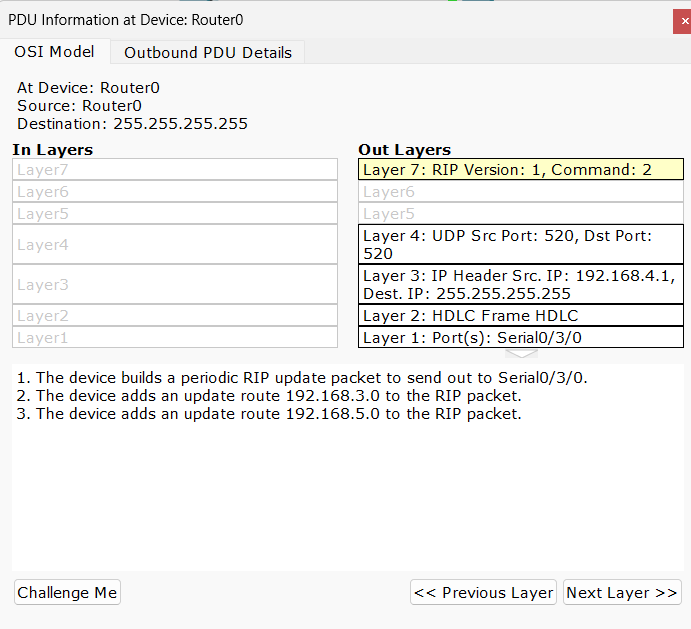 PDU Information at Device: Router0
×
OSI Model
Outbound PDU Details
At Device: Router0
Source: Router0
Destination: 255.255.255.255
In Layers
Layer7
Layer6
Layer5
Layer4
Layer3
Layer2
Layer1
Out Layers
Layer 7: RIP Version: 1, Command: 2
Layer6
Layer5
Layer 4: UDP Src Port: 520, Dst Port:
520
Layer 3: IP Header Src. IP: 192.168.4.1,
Dest. IP: 255.255.255.255
Layer 2: HDLC Frame HDLC
Layer 1: Port(s): Serial0/3/0
1. The device builds a periodic RIP update packet to send out to Serial0/3/0.
2. The device adds an update route 192.168.3.0 to the RIP packet.
3. The device adds an update route 192.168.5.0 to the RIP packet.
Challenge Me
<< Previous Layer
Next Layer >>